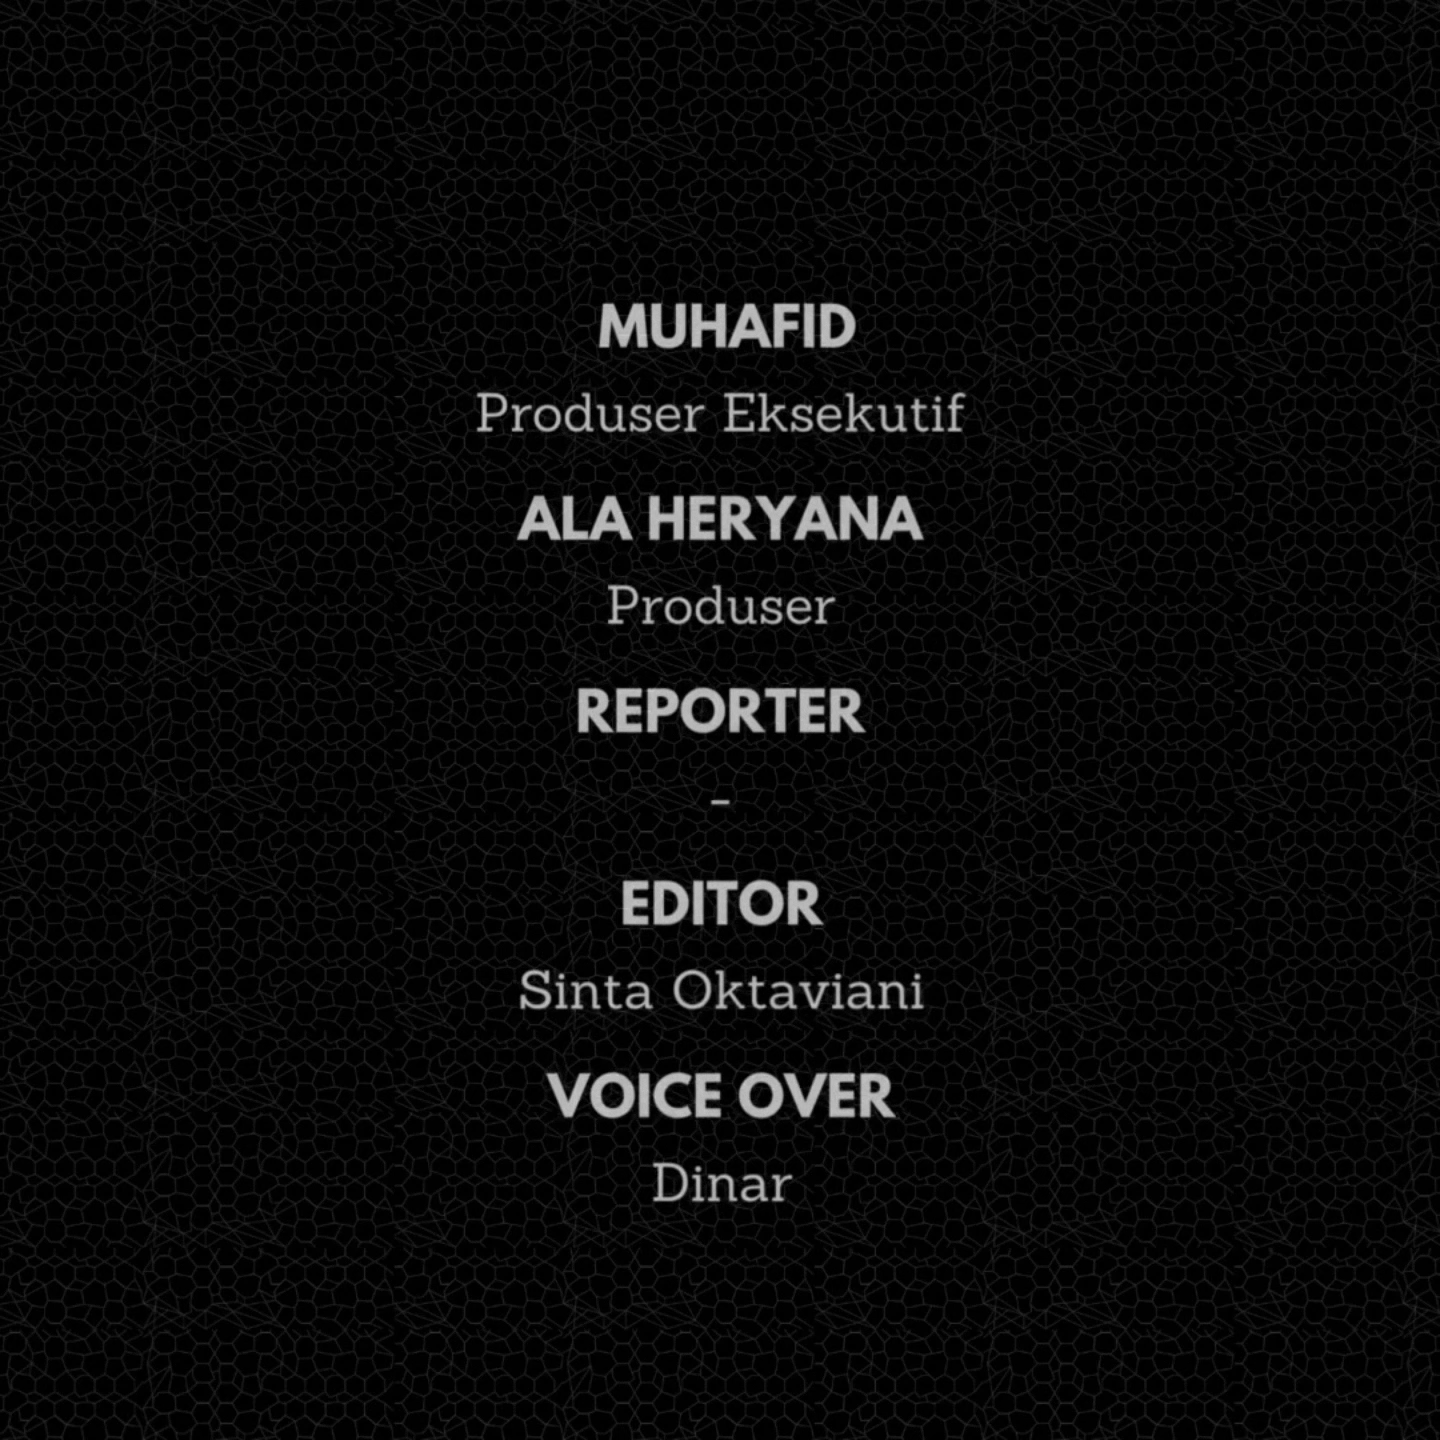 MUHAFID
Produser Eksekutif
ALA HERYANA
Produser
REPORTER
-
EDITOR
Sinta Oktaviani
VOICE OVER
Dinar